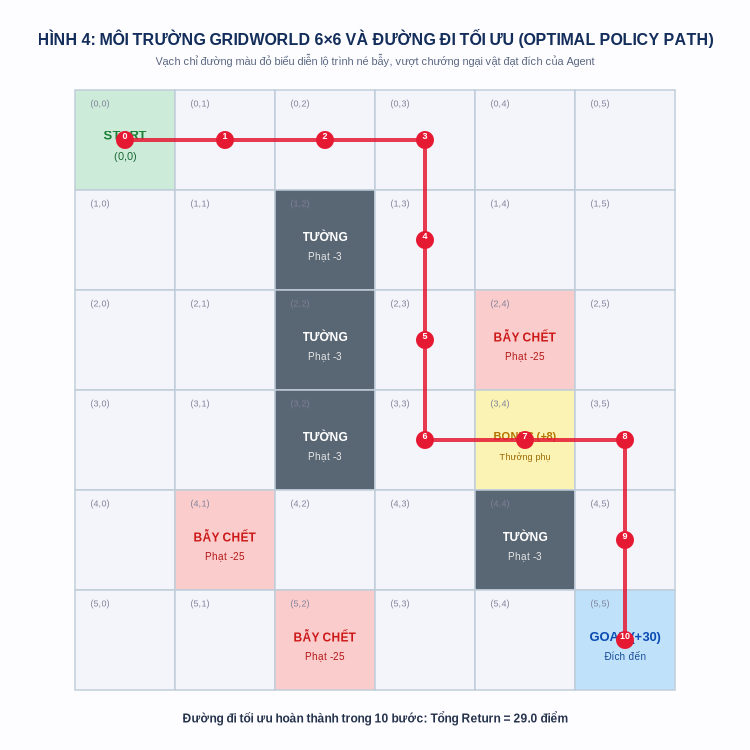 HÌNH 4: MÔI TRƯỜNG GRIDWORLD 6×6 VÀ ĐƯỜNG ĐI TỐI ƯU (OPTIMAL POLICY PATH)
Vạch chỉ đường màu đỏ biểu diễn lộ trình né bẫy, vượt chướng ngại vật đạt đích của Agent
(0,0) (0,1) (0,2) (0,3) (0,4) (0,5)
START
0 1 2 3
(0,0)
(1,0) (1,1) (1,2) (1,3) (1,4) (1,5)
TƯỜNG 4
Phạt -3
(2,0) (2,1) (2,2) (2,3) (2,4) (2,5)
TƯỜNG 5 BẪY CHẾT
Phạt -3 Phạt -25
(3,0) (3,1) (3,2) (3,3) (3,4) (3,5)
TƯỜNG 6 BONUS (+8) 7 8
Phạt -3 Thưởng phụ
(4,0) (4,1) (4,2) (4,3) (4,4) (4,5)
BẪY CHẾT TƯỜNG 9
Phạt -25 Phạt -3
(5,0) (5,1) (5,2) (5,3) (5,4) (5,5)
BẪY CHẾT GOAL (+30) 10
Phạt -25 Đích đến
Đường đi tối ưu hoàn thành trong 10 bước: Tổng Return = 29.0 điểm